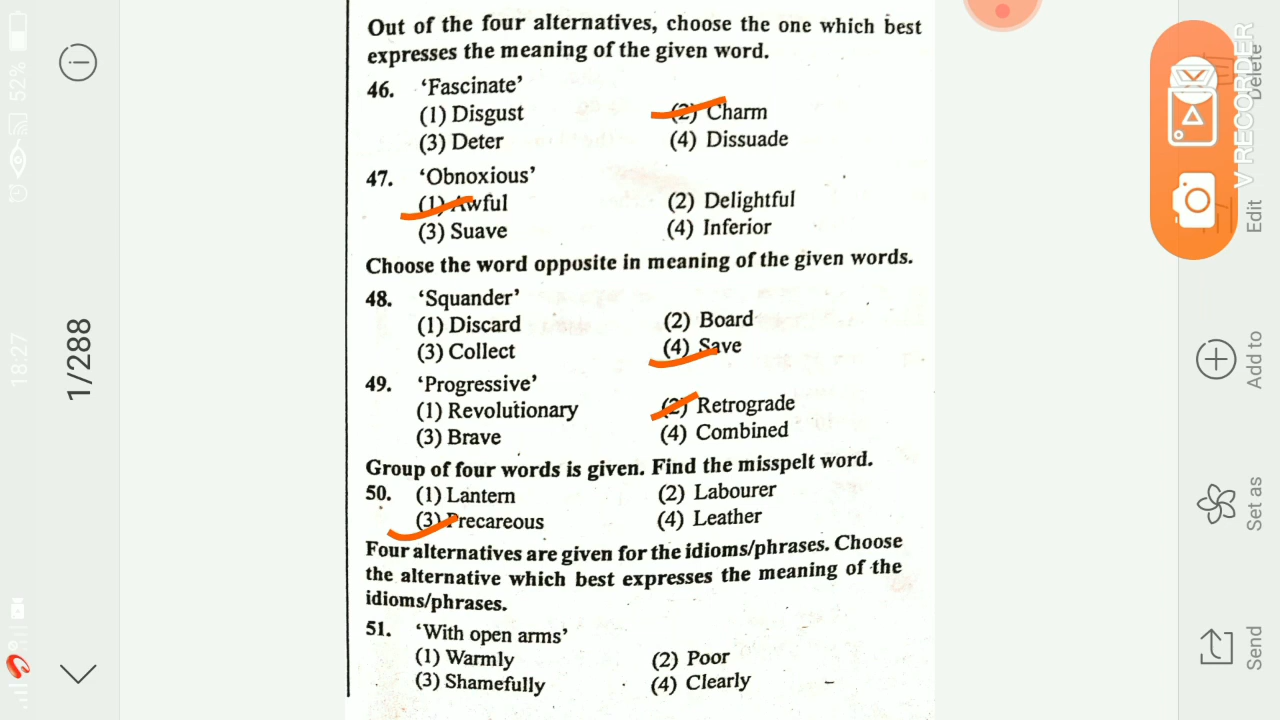 Out of the four alternatives, choose the one which best
expresses the meaning of the given word.
46. 'Fascinate'
(1) Disgust (2) Charm
(3) Deter (4) Dissuade
47. 'Obnoxious'
(1) Awful (2) Delightful
(3) Suave (4) Inferior
Choose the word opposite in meaning of the given words.
48. 'Squander'
(1) Discard (2) Board
(3) Collect (4) Save
49. 'Progressive'
(1) Revolutionary (2) Retrograde
(3) Brave (4) Combined
Group of four words is given. Find the misspelt word.
50. (1) Lantern (2) Labourer
(3) Precareous (4) Leather
Four alternatives are given for the idioms/phrases. Choose
the alternative which best expresses the meaning of the
idioms/phrases.
51. 'With open arms'
(1) Warmly (2) Poor
(3) Shamefully (4) Clearly
52%
18:27
1/288
V RECORDER
Delete
Edit
Add to
Set as
Send